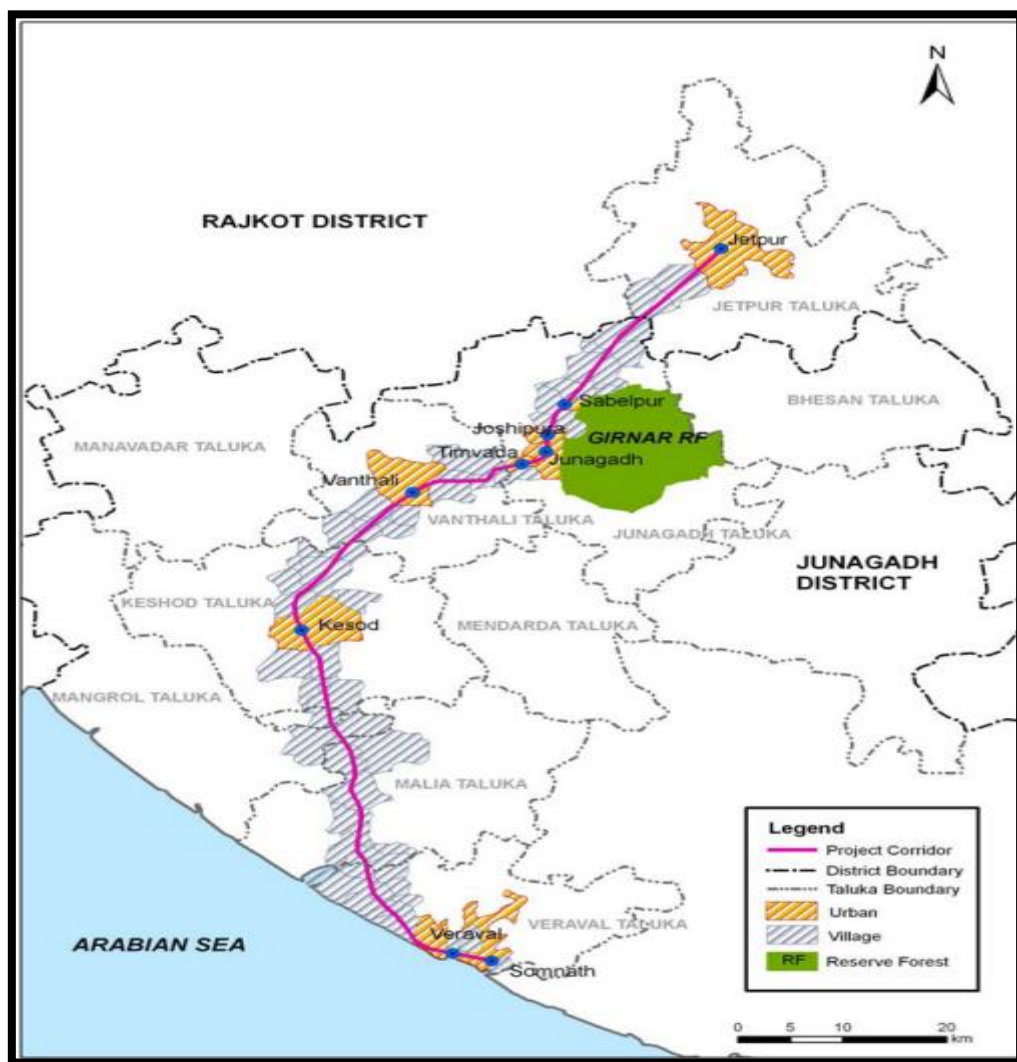 N
RAJKOT DISTRICT
Jetpur
JETPUR TALUKA
Sabelpur
BHESAN TALUKA
Joshipura
GIRNAR RF
MANAVADAR TALUKA
Timvada
Junagadh
Vanthali
VANTHALI TALUKA
JUNAGADH TALUKA
JUNAGADH
DISTRICT
KESHOD TALUKA
Kesod
MENDARDA TALUKA
MANGROL TALUKA
MALIA TALUKA
Legend
Project Corridor
District Boundary
Taluka Boundary
Urban
Village
RF Reserve Forest
VERAVAL TALUKA
Veraval
ARABIAN SEA
Somnath
0 5 10 20
km